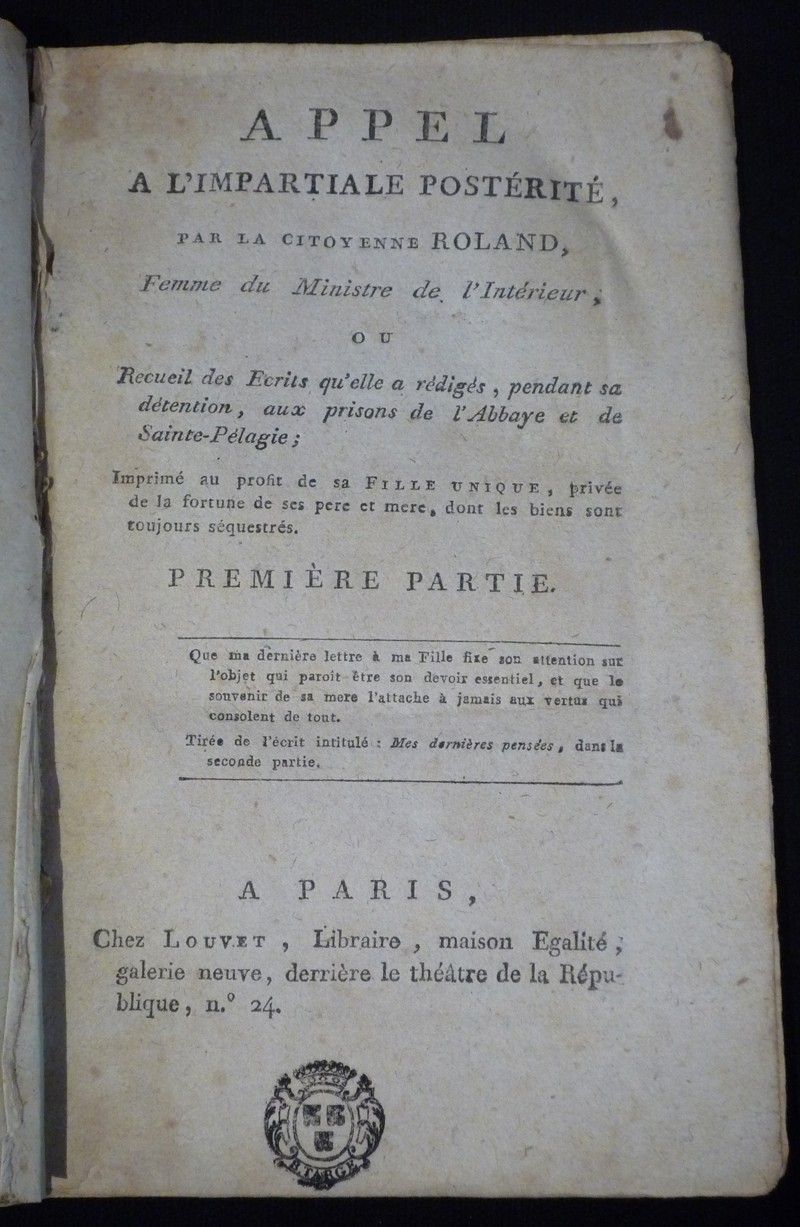 APPEL
A L'IMPARTIALE POSTÉRITÉ,
PAR LA CITOYENNE ROLAND,
Femme du Ministre de l'Intérieur,
OU
Recueil des Ecrits qu'elle a rédigés, pendant sa
détention, aux prisons de l'Abbaye et de
Sainte-Pélagie;
Imprimé au profit de sa FILLE UNIQUE, privée
de la fortune de ses pere et mere, dont les biens sont
toujours séquestrés.
PREMIÈRE PARTIE.
Que ma dernière lettre à ma Fille fixe son attention sur
l'objet qui paroît être son devoir essentiel, et que le
souvenir de sa mere l'attache à jamais aux vertus qui
consolent de tout.
Tirée de l'écrit intitulé : Mes dernières pensées, dans la
seconde partie.
A PARIS,
Chez LOUVET, Libraire, maison Egalité,
galerie neuve, derrière le théâtre de la Répu-
blique, n.º 24.
B. TARGE